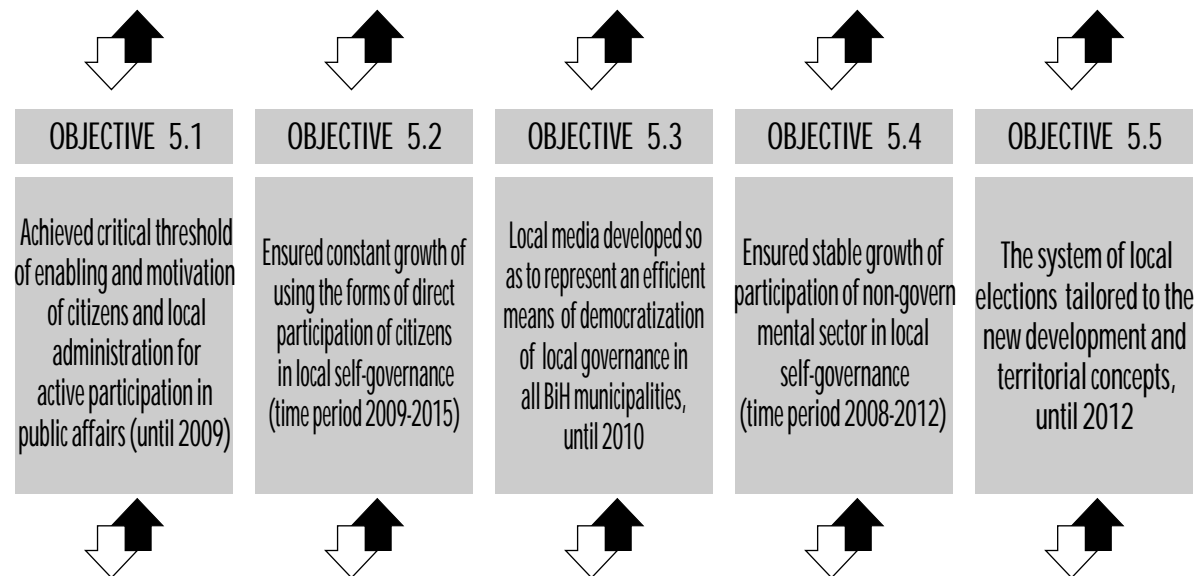 OBJECTIVE 5.1
Achieved critical threshold
of enabling and motivation
of citizens and local
administration for
active participation in
public affairs (until 2009)
OBJECTIVE 5.2
Ensured constant growth of
using the forms of direct
participation of citizens
in local self-governance
(time period 2009-2015)
OBJECTIVE 5.3
Local media developed so
as to represent an efficient
means of democratization
of local governance in
all BiH municipalities,
until 2010
OBJECTIVE 5.4
Ensured stable growth of
participation of non-govern
mental sector in local
self-governance
(time period 2008-2012)
OBJECTIVE 5.5
The system of local
elections tailored to the
new development and
territorial concepts,
until 2012